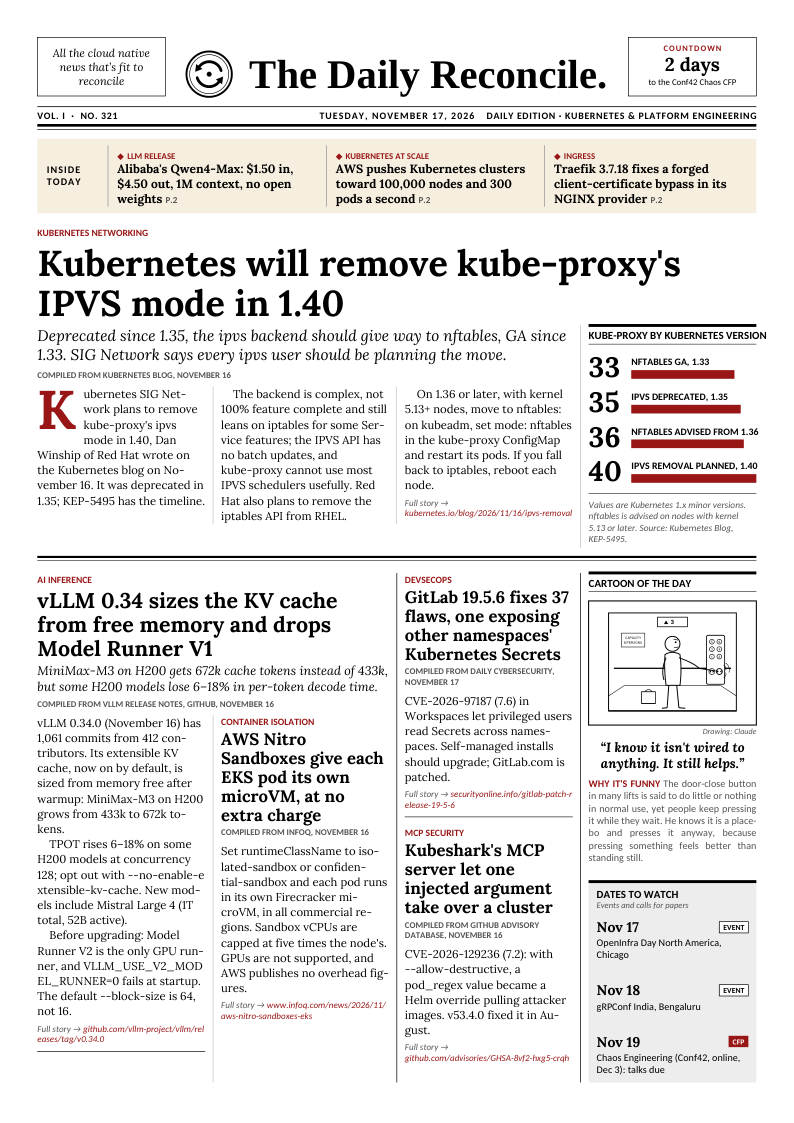 All the cloud native
news that's fit to
reconcile
The Daily Reconcile.
COUNTDOWN
2 days
to the Conf42 Chaos CFP
VOL. I · NO. 321
TUESDAY, NOVEMBER 17, 2026
DAILY EDITION · KUBERNETES & PLATFORM ENGINEERING
INSIDE
TODAY
◆ LLM RELEASE
Alibaba's Qwen4-Max: $1.50 in,
$4.50 out, 1M context, no open
weights P.2
◆ KUBERNETES AT SCALE
AWS pushes Kubernetes clusters
toward 100,000 nodes and 300
pods a second P.2
◆ INGRESS
Traefik 3.7.18 fixes a forged
client-certificate bypass in its
NGINX provider P.2
KUBERNETES NETWORKING
Kubernetes will remove kube-proxy's
IPVS mode in 1.40
Deprecated since 1.35, the ipvs backend should give way to nftables, GA since
1.33. SIG Network says every ipvs user should be planning the move.
COMPILED FROM KUBERNETES BLOG, NOVEMBER 16
Kubernetes SIG Net-
work plans to remove
kube-proxy's ipvs
mode in 1.40, Dan
Winship of Red Hat wrote on
the Kubernetes blog on No-
vember 16. It was deprecated in
1.35; KEP-5495 has the timeline.
The backend is complex, not
100% feature complete and still
leans on iptables for some Ser-
vice features; the IPVS API has
no batch updates, and
kube-proxy cannot use most
IPVS schedulers usefully. Red
Hat also plans to remove the
iptables API from RHEL.
On 1.36 or later, with kernel
5.13+ nodes, move to nftables:
on kubeadm, set mode: nftables
in the kube-proxy ConfigMap
and restart its pods. If you fall
back to iptables, reboot each
node.
Full story →
kubernetes.io/blog/2026/11/16/ipvs-removal
KUBE-PROXY BY KUBERNETES VERSION
33 NFTABLES GA, 1.33
35 IPVS DEPRECATED, 1.35
36 NFTABLES ADVISED FROM 1.36
40 IPVS REMOVAL PLANNED, 1.40
Values are Kubernetes 1.x minor versions.
nftables is advised on nodes with kernel
5.13 or later. Source: Kubernetes Blog,
KEP-5495.
AI INFERENCE
vLLM 0.34 sizes the KV cache
from free memory and drops
Model Runner V1
MiniMax-M3 on H200 gets 672k cache tokens instead of 433k,
but some H200 models lose 6–18% in per-token decode time.
COMPILED FROM VLLM RELEASE NOTES, GITHUB, NOVEMBER 16
vLLM 0.34.0 (November 16) has
1,061 commits from 412 con-
tributors. Its extensible KV
cache, now on by default, is
sized from memory free after
warmup: MiniMax-M3 on H200
grows from 433k to 672k to-
kens.
TPOT rises 6–18% on some
H200 models at concurrency
128; opt out with --no-enable-e
xtensible-kv-cache. New mod-
els include Mistral Large 4 (1T
total, 52B active).
Before upgrading: Model
Runner V2 is the only GPU run-
ner, and VLLM_USE_V2_MOD
EL_RUNNER=0 fails at startup.
The default --block-size is 64,
not 16.
Full story → github.com/vllm-project/vllm/rel
eases/tag/v0.34.0
CONTAINER ISOLATION
AWS Nitro
Sandboxes give each
EKS pod its own
microVM, at no
extra charge
COMPILED FROM INFOQ, NOVEMBER 16
Set runtimeClassName to iso-
lated-sandbox or confiden-
tial-sandbox and each pod runs
in its own Firecracker mi-
croVM, in all commercial re-
gions. Sandbox vCPUs are
capped at five times the node's.
GPUs are not supported, and
AWS publishes no overhead fig-
ures.
Full story → www.infoq.com/news/2026/11/
aws-nitro-sandboxes-eks
DEVSECOPS
GitLab 19.5.6 fixes 37
flaws, one exposing
other namespaces'
Kubernetes Secrets
COMPILED FROM DAILY CYBERSECURITY,
NOVEMBER 17
CVE-2026-97187 (7.6) in
Workspaces let privileged users
read Secrets across names-
paces. Self-managed installs
should upgrade; GitLab.com is
patched.
Full story → securityonline.info/gitlab-patch-r
elease-19-5-6
MCP SECURITY
Kubeshark's MCP
server let one
injected argument
take over a cluster
COMPILED FROM GITHUB ADVISORY
DATABASE, NOVEMBER 16
CVE-2026-129236 (7.2): with
--allow-destructive, a
pod_regex value became a
Helm override pulling attacker
images. v53.4.0 fixed it in Au-
gust.
Full story →
github.com/advisories/GHSA-8vf2-hxg5-crqh
CARTOON OF THE DAY
▲ 3
CAPACITY
8 PERSONS
Drawing: Claude
“I know it isn't wired to
anything. It still helps.”
WHY IT'S FUNNY The door-close button
in many lifts is said to do little or nothing
in normal use, yet people keep pressing
it while they wait. He knows it is a place-
bo and presses it anyway, because
pressing something feels better than
standing still.
DATES TO WATCH
Events and calls for papers
Nov 17 EVENT
OpenInfra Day North America,
Chicago
Nov 18 EVENT
gRPConf India, Bengaluru
Nov 19 CFP
Chaos Engineering (Conf42, online,
Dec 3): talks due